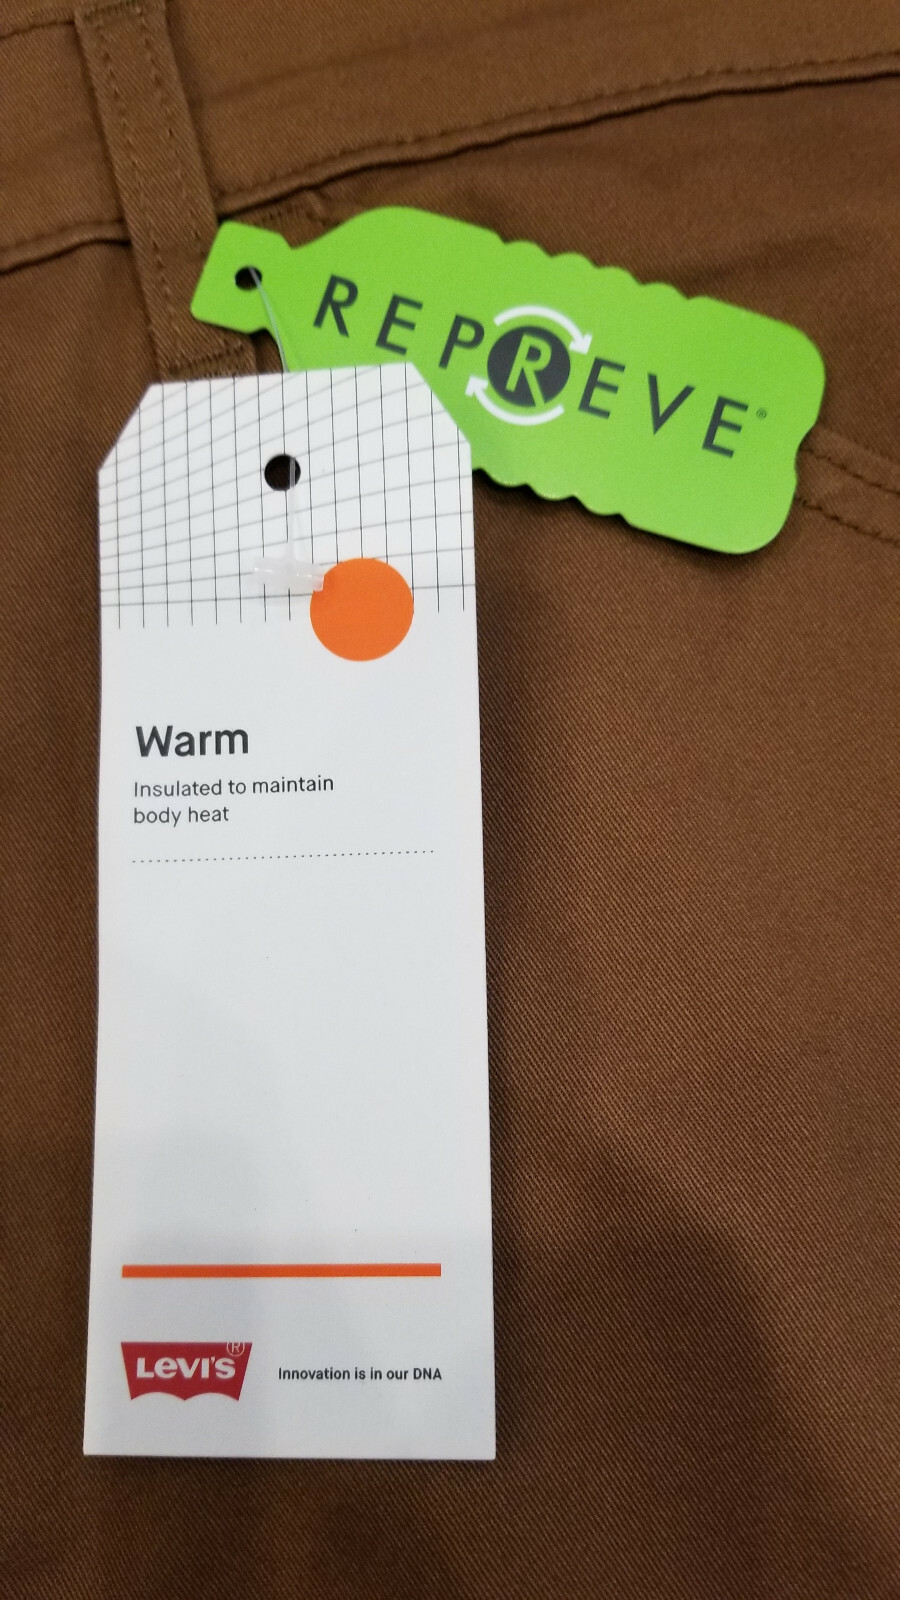 REPREVE®
Warm
Insulated to maintain
body heat
LEVI'S®
Innovation is in our DNA